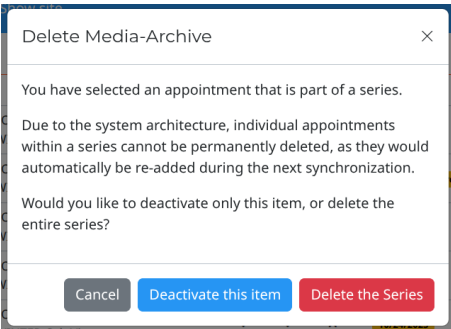 Show site
Delete Media-Archive
You have selected an appointment that is part of a series.
Due to the system architecture, individual appointments
within a series cannot be permanently deleted, as they would
automatically be re-added during the next synchronization.
Would you like to deactivate only this item, or delete the
entire series?
Cancel Deactivate this item Delete the Series